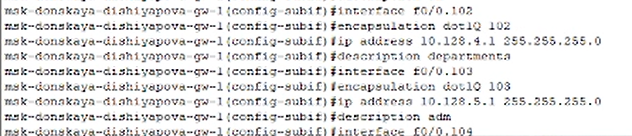 msk-donskaya-dishiyapova-gw-1(config-subif)#interface f0/0.102
msk-donskaya-dishiyapova-gw-1(config-subif)#encapsulation dot1Q 102
msk-donskaya-dishiyapova-gw-1(config-subif)#ip address 10.128.4.1 255.255.255.0
msk-donskaya-dishiyapova-gw-1(config-subif)#description departments
msk-donskaya-dishiyapova-gw-1(config-subif)#interface f0/0.103
msk-donskaya-dishiyapova-gw-1(config-subif)#encapsulation dot1Q 103
msk-donskaya-dishiyapova-gw-1(config-subif)#ip address 10.128.5.1 255.255.255.0
msk-donskaya-dishiyapova-gw-1(config-subif)#description adm
msk-donskaya-dishiyapova-gw-1(config-subif)#interface f0/0.104